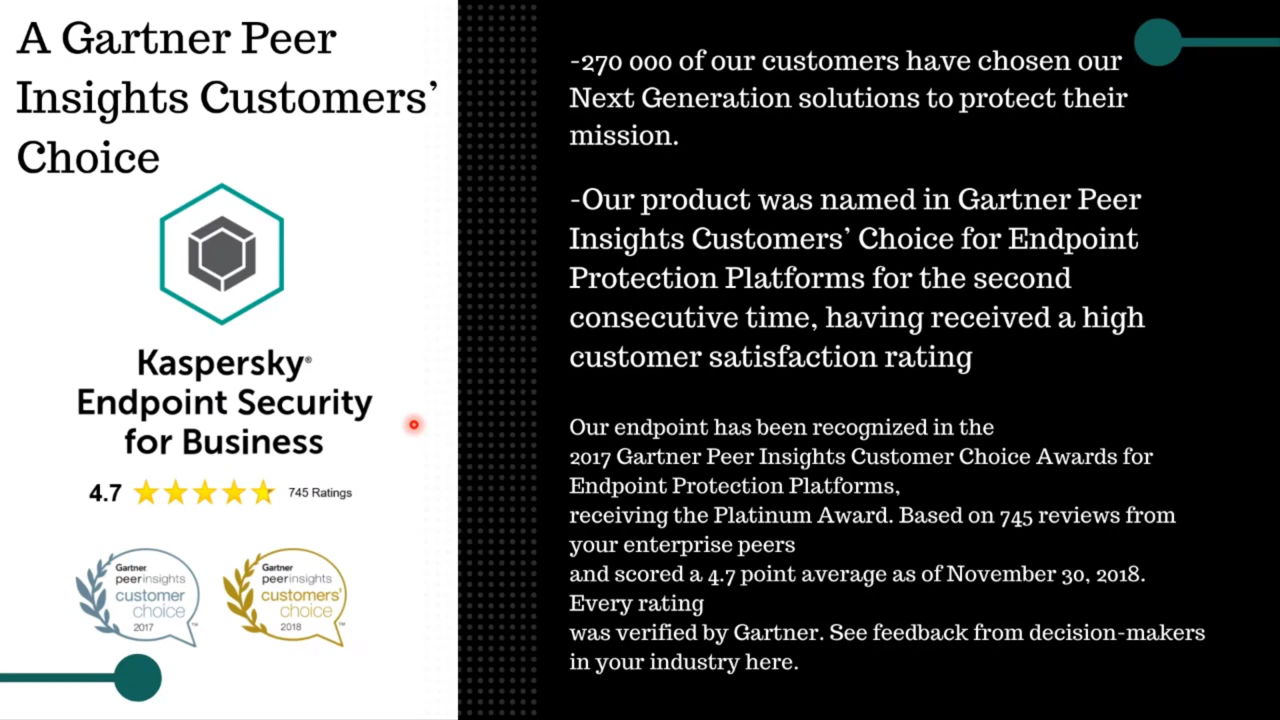 A Gartner Peer
Insights Customers’
Choice
Kaspersky®
Endpoint Security
for Business
4.7
745 Ratings
Gartner
peerinsights
customer
choice
2017
TM
Gartner
peerinsights
customers'
choice
2018
TM
-270 000 of our customers have chosen our
Next Generation solutions to protect their
mission.
-Our product was named in Gartner Peer
Insights Customers’ Choice for Endpoint
Protection Platforms for the second
consecutive time, having received a high
customer satisfaction rating
Our endpoint has been recognized in the
2017 Gartner Peer Insights Customer Choice Awards for
Endpoint Protection Platforms,
receiving the Platinum Award. Based on 745 reviews from
your enterprise peers
and scored a 4.7 point average as of November 30, 2018.
Every rating
was verified by Gartner. See feedback from decision-makers
in your industry here.